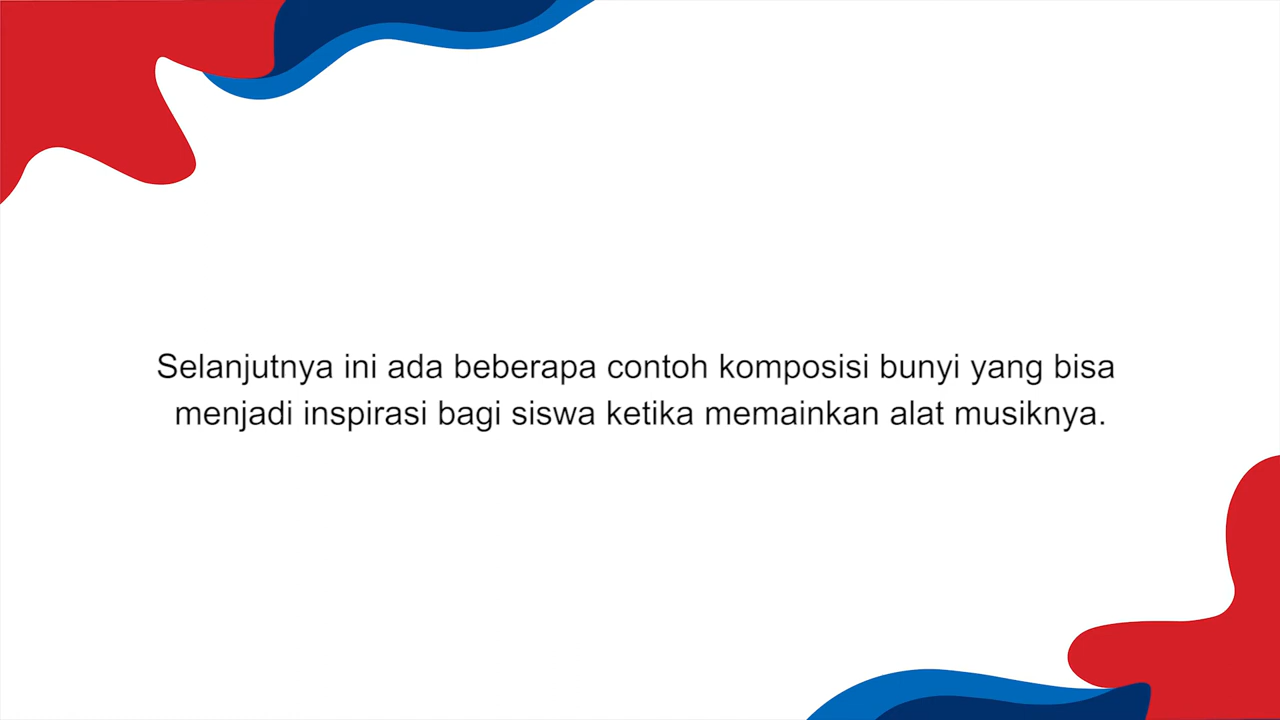 Selanjutnya ini ada beberapa contoh komposisi bunyi yang bisa
menjadi inspirasi bagi siswa ketika memainkan alat musiknya.